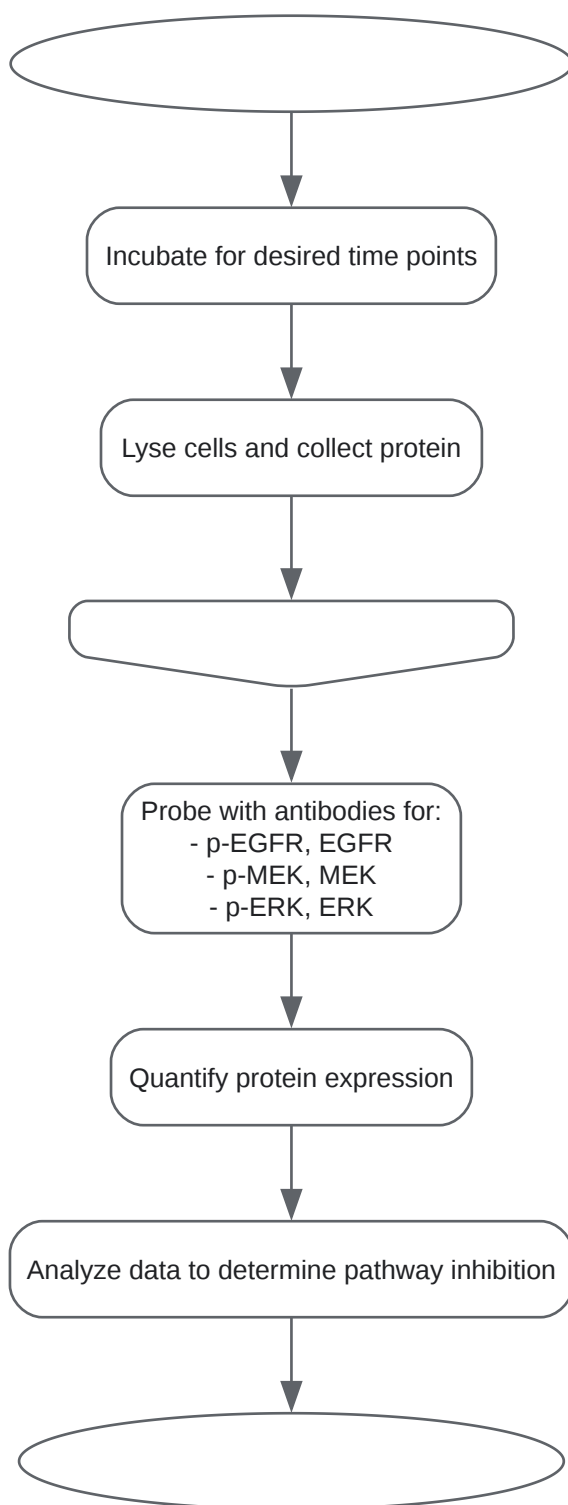 Incubate for desired time points
Lyse cells and collect protein
Probe with antibodies for:
- p-EGFR, EGFR
- p-MEK, MEK
- p-ERK, ERK
Quantify protein expression
Analyze data to determine pathway inhibition